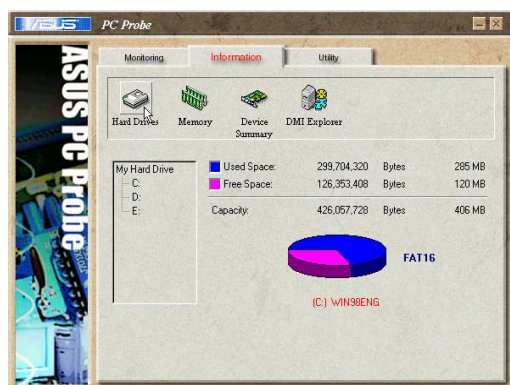 ASUS PC Probe
ASUS PC Probe
Monitoring Information Utility
Hard Drives Memory Device Summary DMI Explorer
My Hard Drive
C:
D:
E:
Used Space: 299,704,320 Bytes 285 MB
Free Space: 126,353,408 Bytes 120 MB
Capacity: 426,057,728 Bytes 406 MB
FAT16
(C:) WIN98ENG